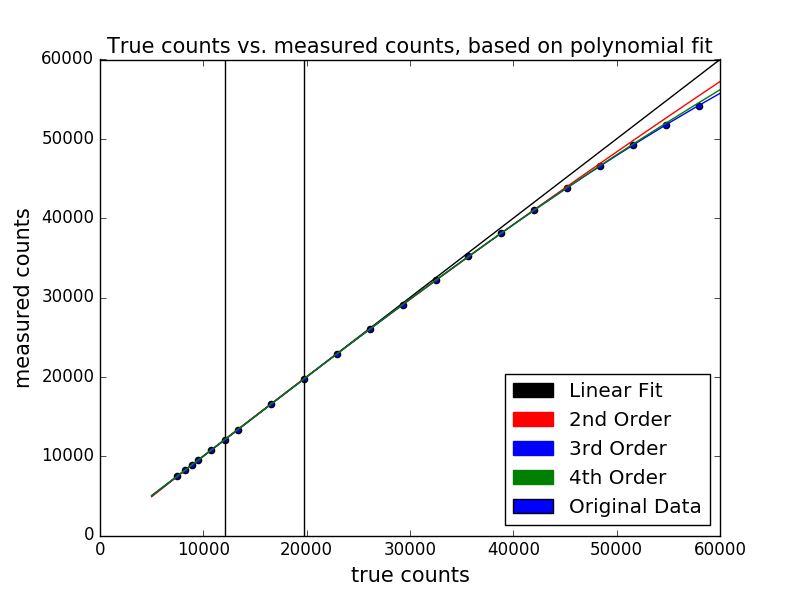 True counts vs. measured counts, based on polynomial fit
60000
50000
40000
30000
20000
10000
0
measured counts
0 10000 20000 30000 40000 50000 60000
true counts
Linear Fit
2nd Order
3rd Order
4th Order
Original Data